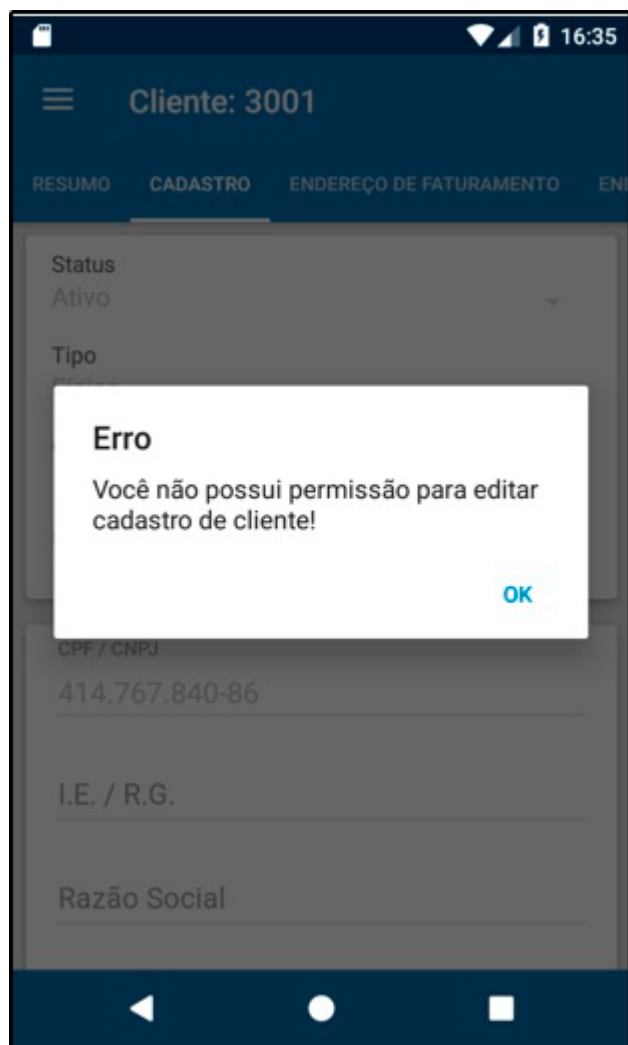 16:35
Cliente: 3001
RESUMO CADASTRO ENDEREÇO DE FATURAMENTO
Status
Ativo
Tipo
Erro
Você não possui permissão para editar
cadastro de cliente!
OK
CPF / CNPJ
414.767.840-86
I.E. / R.G.
Razão Social